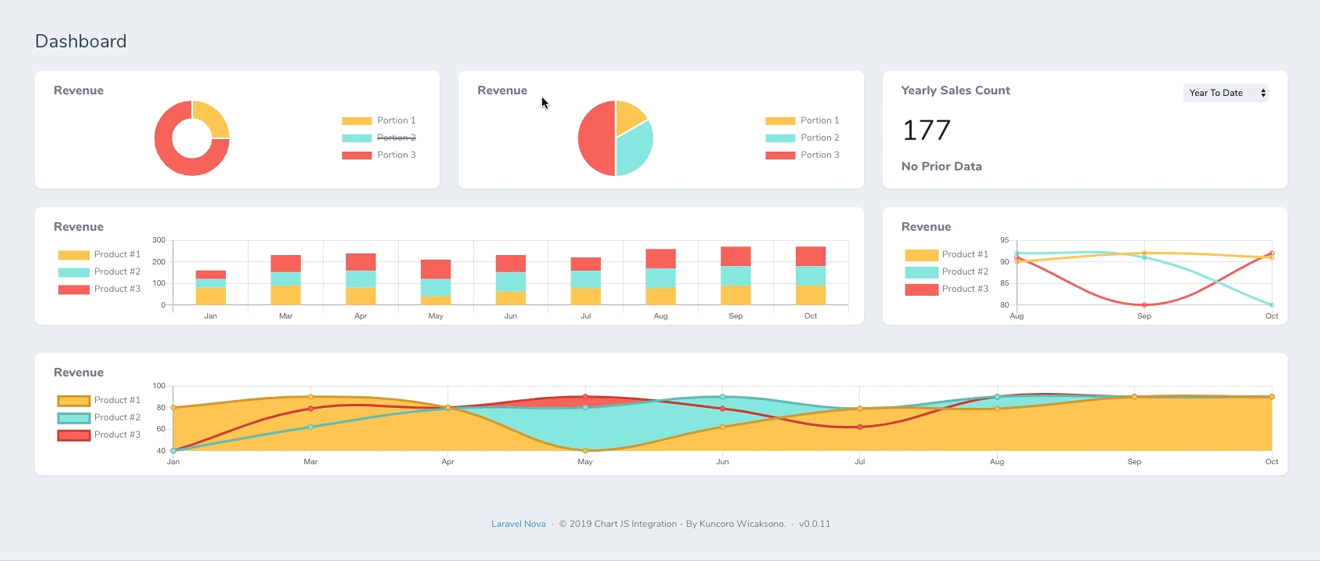 Dashboard
Revenue
Portion 1
Portion 2
Portion 3
Revenue
Portion 1
Portion 2
Portion 3
Yearly Sales Count
Year To Date
177
No Prior Data
Revenue
Product #1
Product #2
Product #3
300
200
100
0
Jan Mar Apr May Jun Jul Aug Sep Oct
Revenue
Product #1
Product #2
Product #3
95
90
85
80
Aug Sep Oct
Revenue
Product #1
Product #2
Product #3
100
80
60
40
Jan Mar Apr May Jun Jul Aug Sep Oct
Laravel Nova · © 2019 Chart JS Integration - By Kuncoro Wicaksono. · v0.0.11